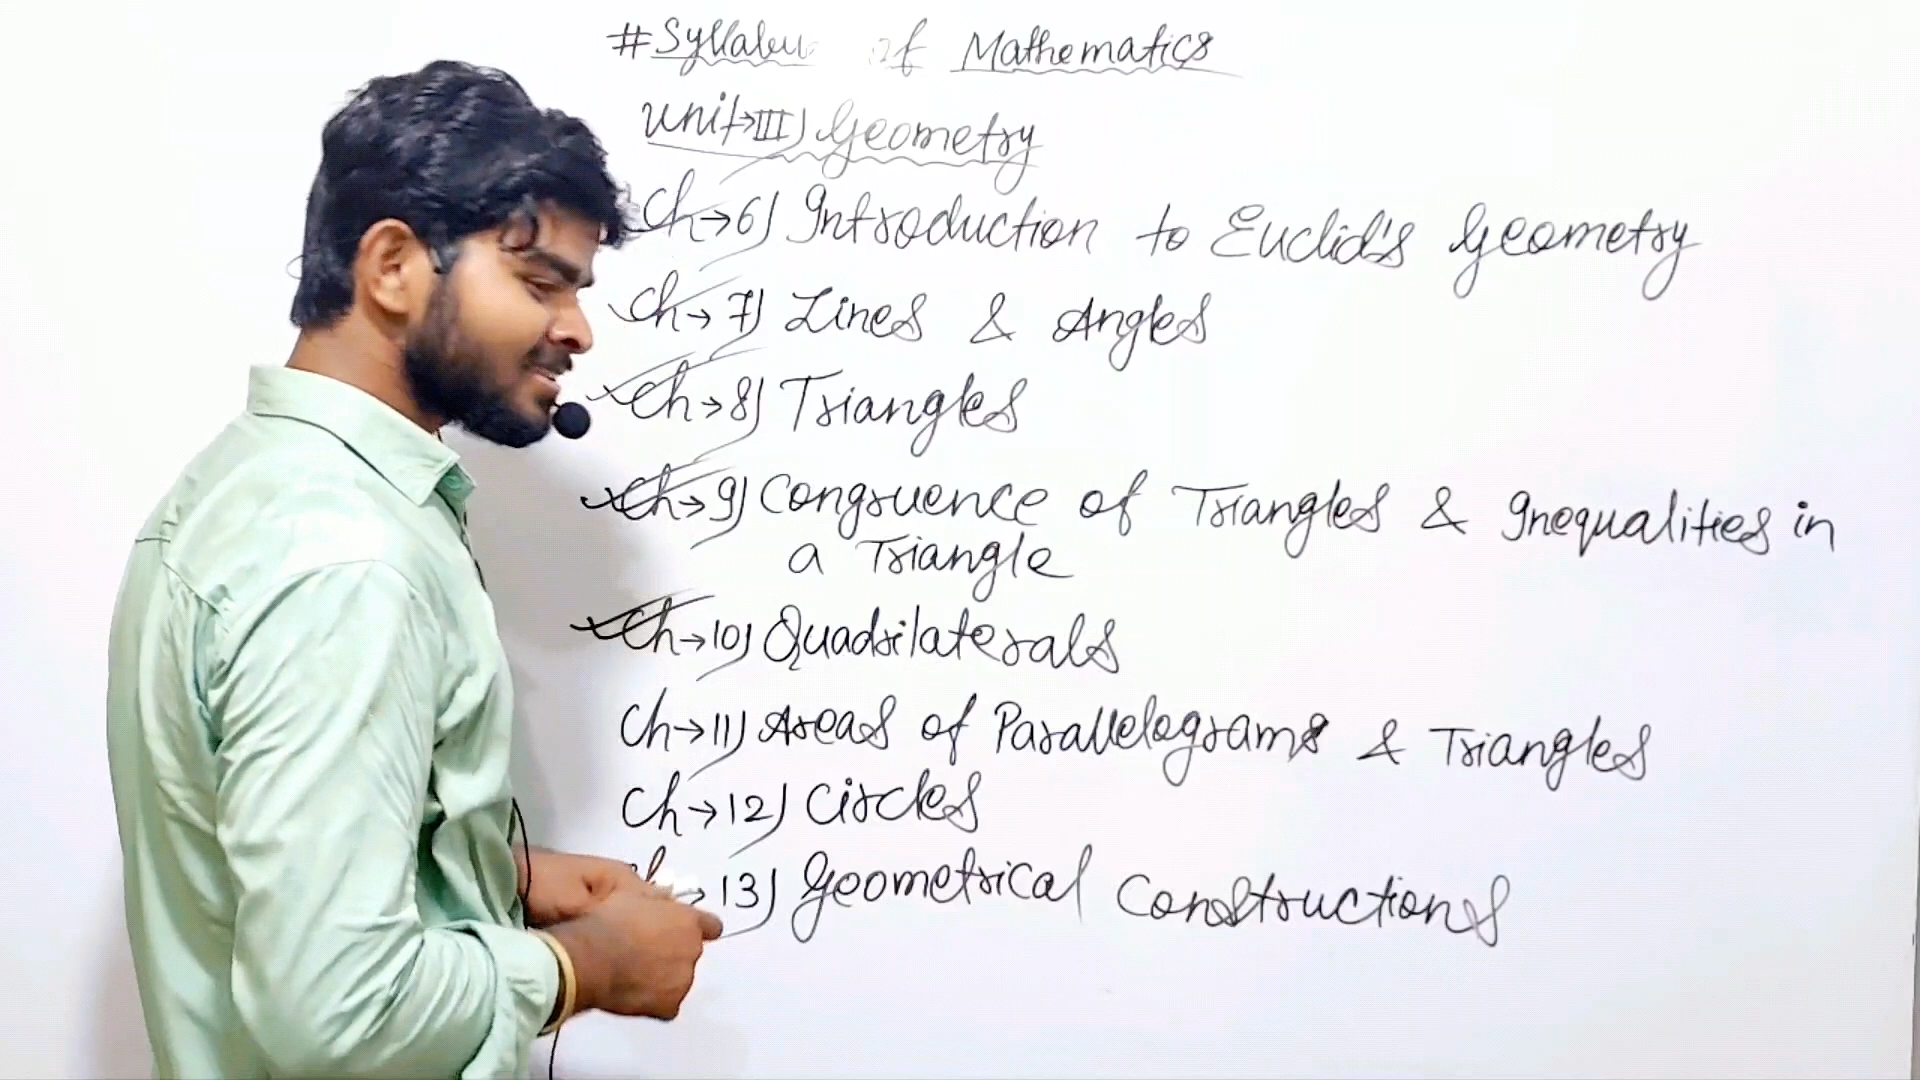 #Syllabu of Mathematics
Unit→III) Geometry
Ch→6) Introduction to Euclid's Geometry
Ch→7) Lines & Angles
Ch→8) Triangles
Ch→9) Congruence of Triangles & Inequalities in
a Triangle
Ch→10) Quadrilaterals
Ch→11) Areas of Parallelograms & Triangles
Ch→12) Circles
→13) Geometrical Constructions